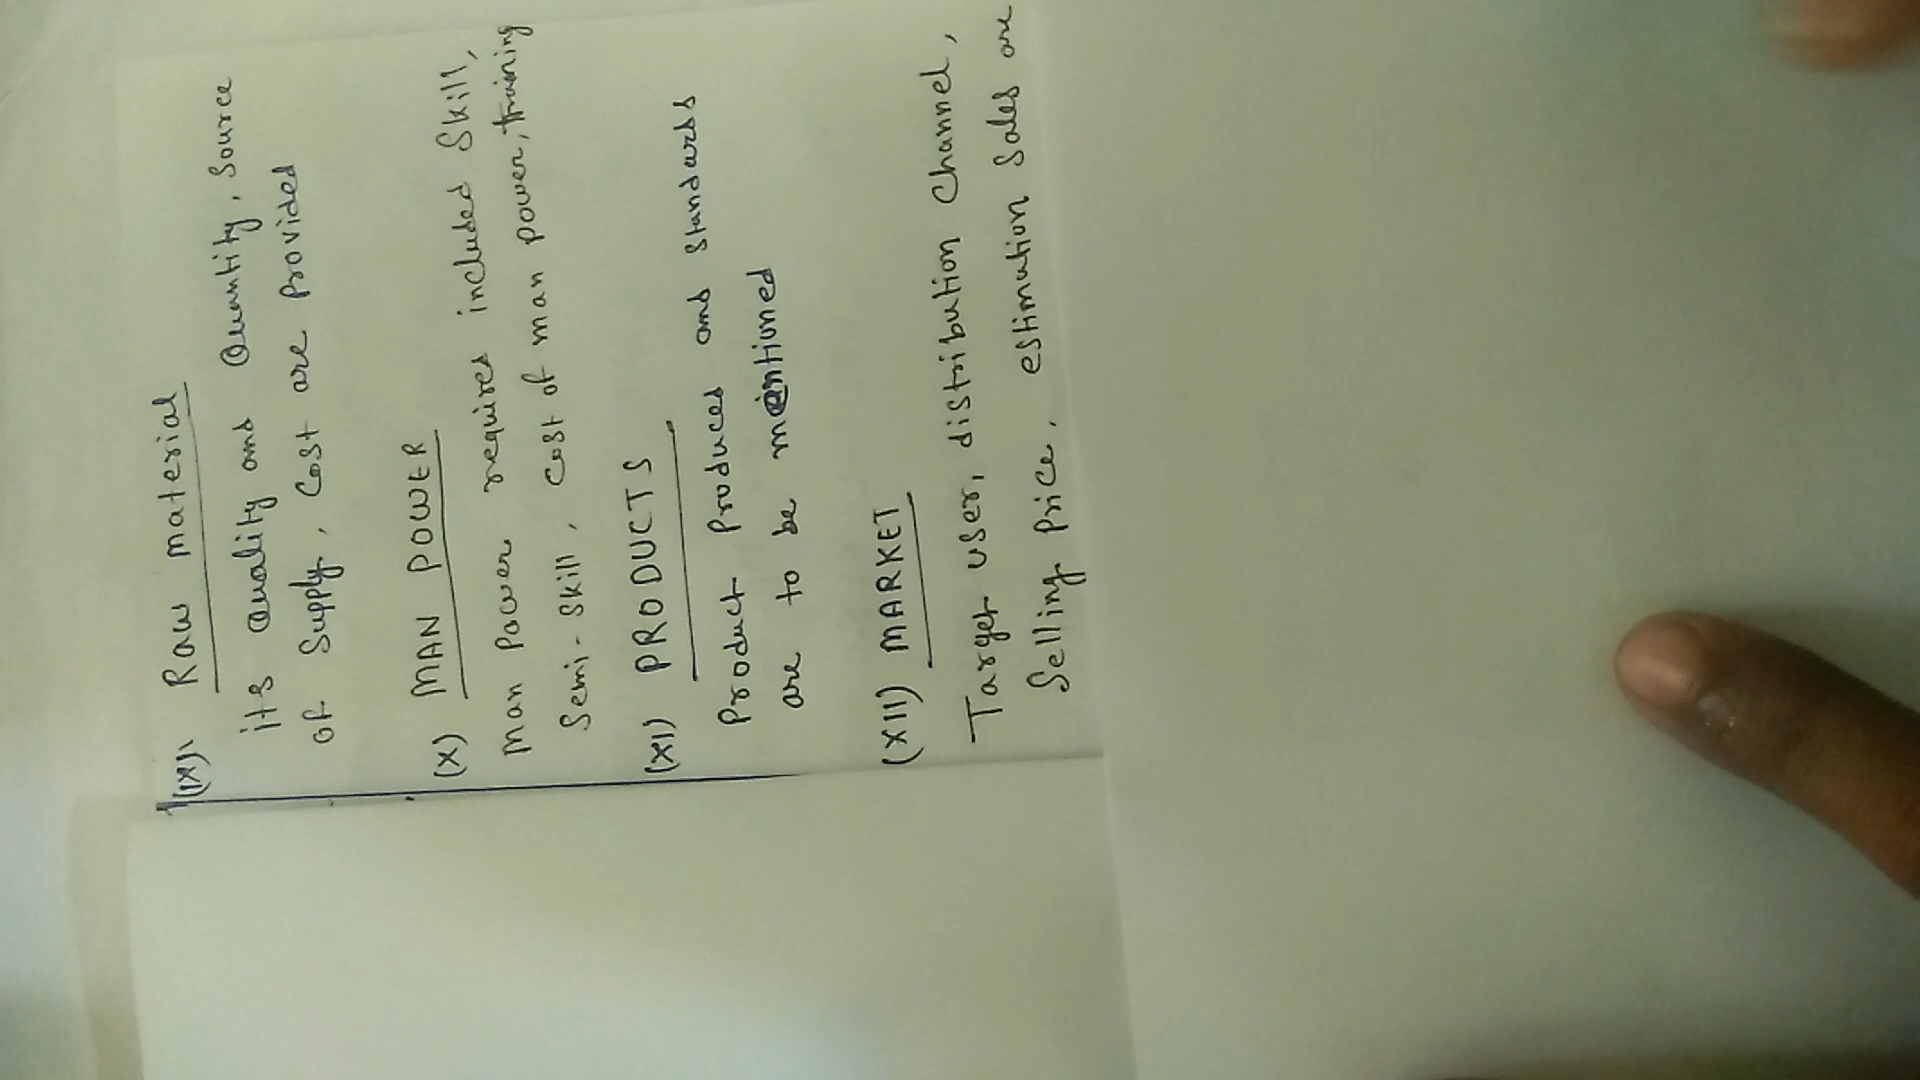 (IX) Raw material
its Quality and Quantity, Source
of Supply, Cost are Provided
(X) MAN POWER
Man Power required included Skill,
Semi-Skill, Cost of man power, training
(XI) PRODUCTS
Product Produced and Standards
are to be mentioned
(XII) MARKET
Target user, distribution Channel,
Selling Price, estimation Sales are